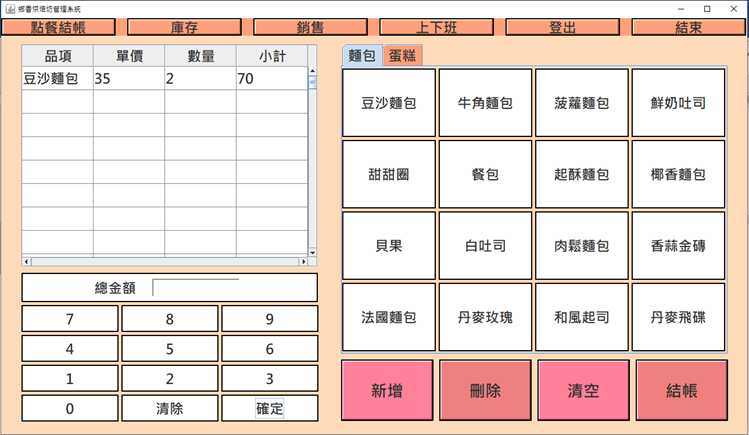 鄉香烘焙坊管理系統
點餐結帳 庫存 銷售 上下班 登出 結束
品項 單價 數量 小計
豆沙麵包 35 2 70
總金額
7 8 9
4 5 6
1 2 3
0 清除 確定
麵包 蛋糕
豆沙麵包 牛角麵包 菠蘿麵包 鮮奶吐司
甜甜圈 餐包 起酥麵包 椰香麵包
貝果 白吐司 肉鬆麵包 香蒜金磚
法國麵包 丹麥玫瑰 和風起司 丹麥飛碟
新增 刪除 清空 結帳